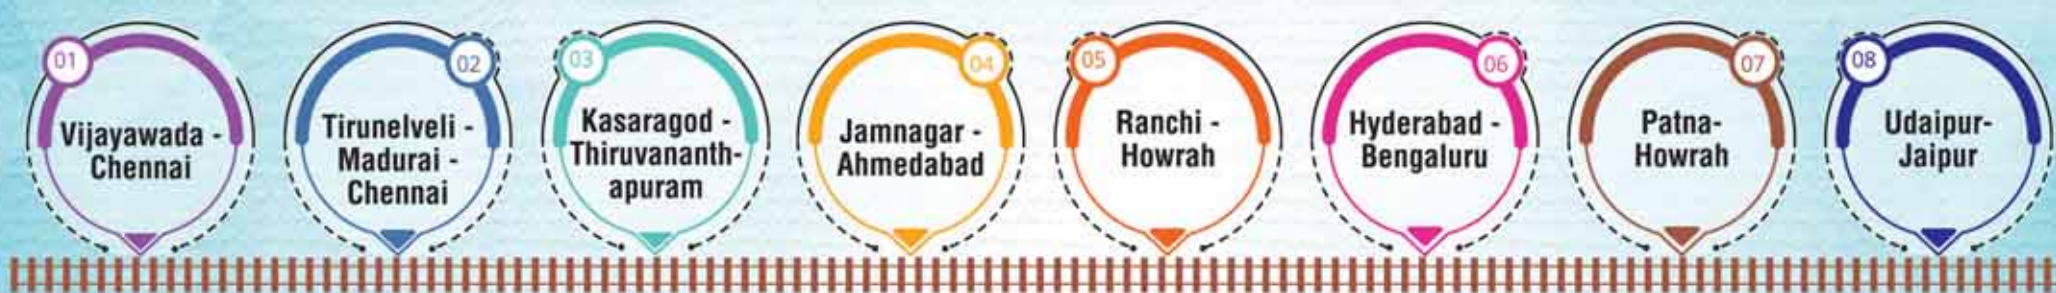 01
Vijayawada -
Chennai
02
Tirunelveli -
Madurai -
Chennai
03
Kasaragod -
Thiruvananth-
apuram
04
Jamnagar -
Ahmedabad
05
Ranchi -
Howrah
06
Hyderabad -
Bengaluru
07
Patna-
Howrah
08
Udaipur-
Jaipur